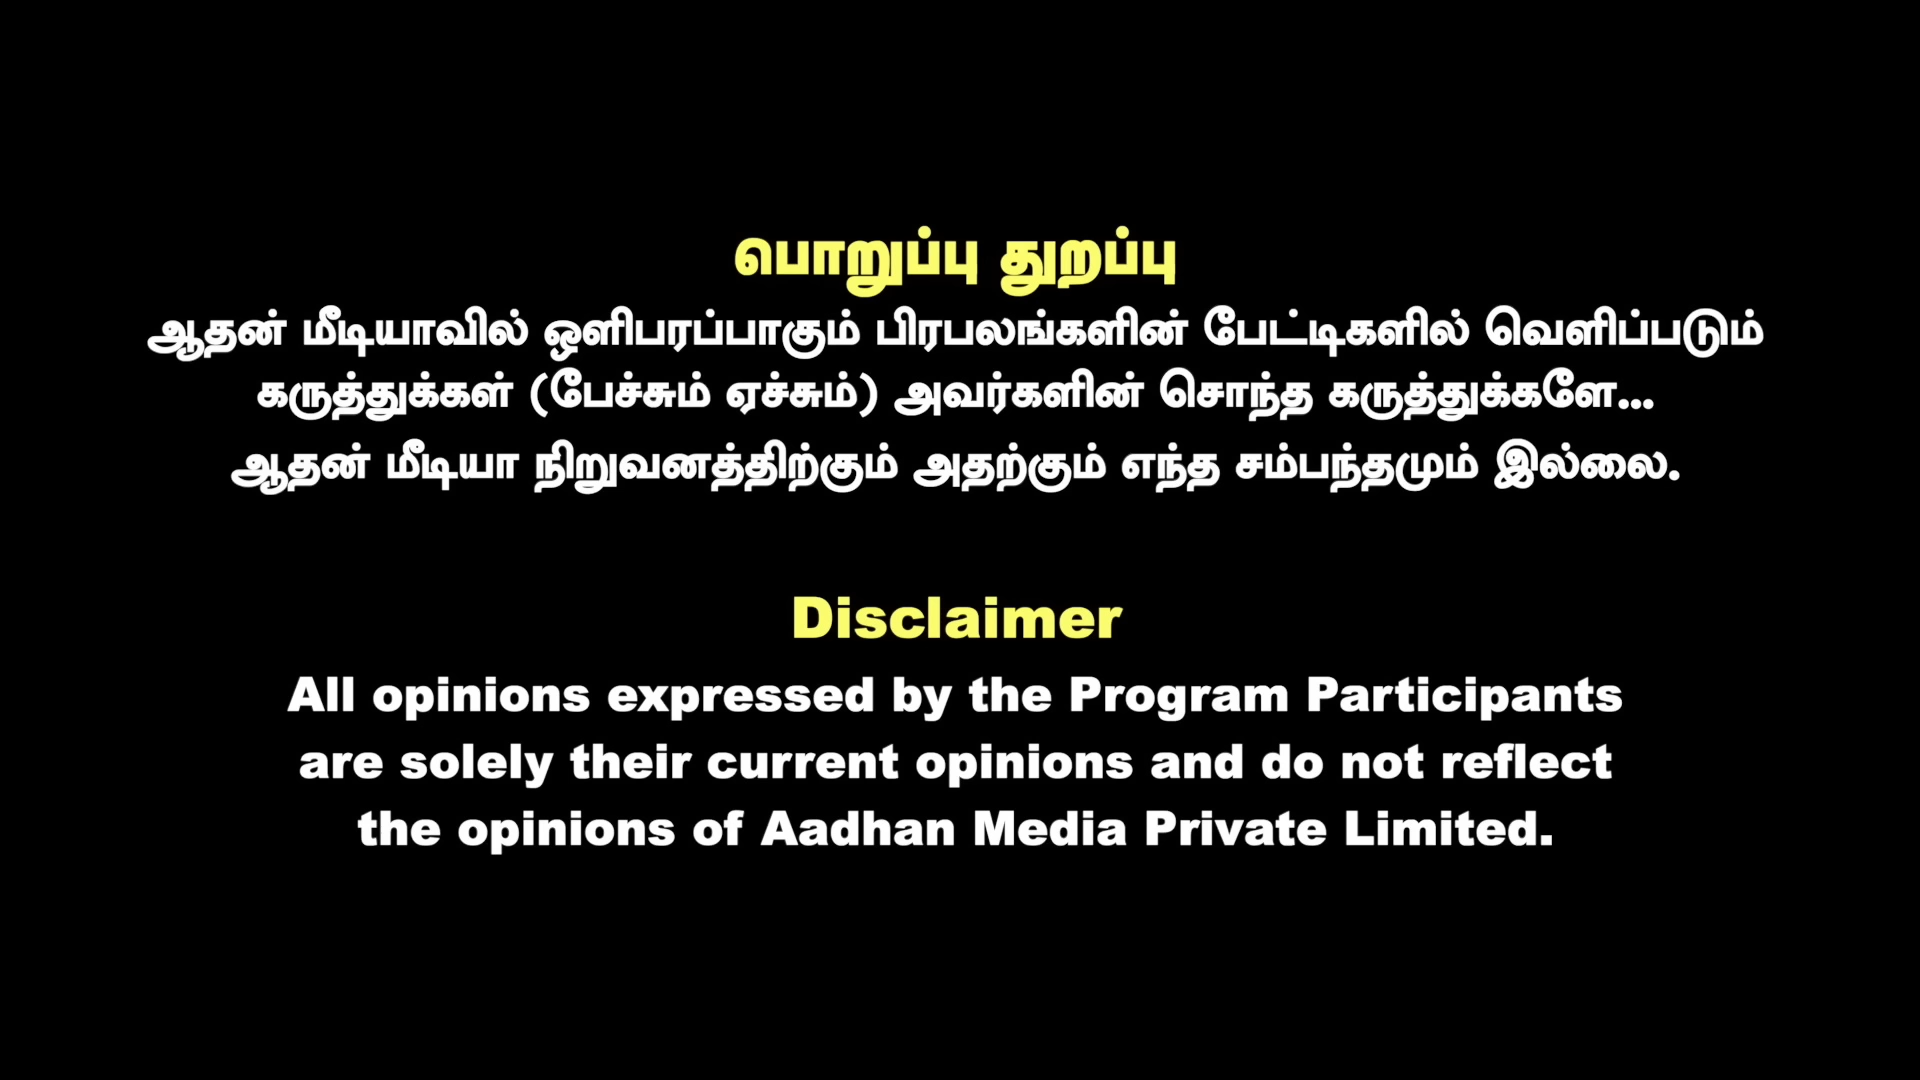 பொறுப்பு துறப்பு
ஆதன் மீடியாவில் ஒளிபரப்பாகும் பிரபலங்களின் பேட்டிகளில் வெளிப்படும்
கருத்துக்கள் (பேச்சும் ஏச்சும்) அவர்களின் சொந்த கருத்துக்களே...
ஆதன் மீடியா நிறுவனத்திற்கும் அதற்கும் எந்த சம்பந்தமும் இல்லை.
Disclaimer
All opinions expressed by the Program Participants
are solely their current opinions and do not reflect
the opinions of Aadhan Media Private Limited.